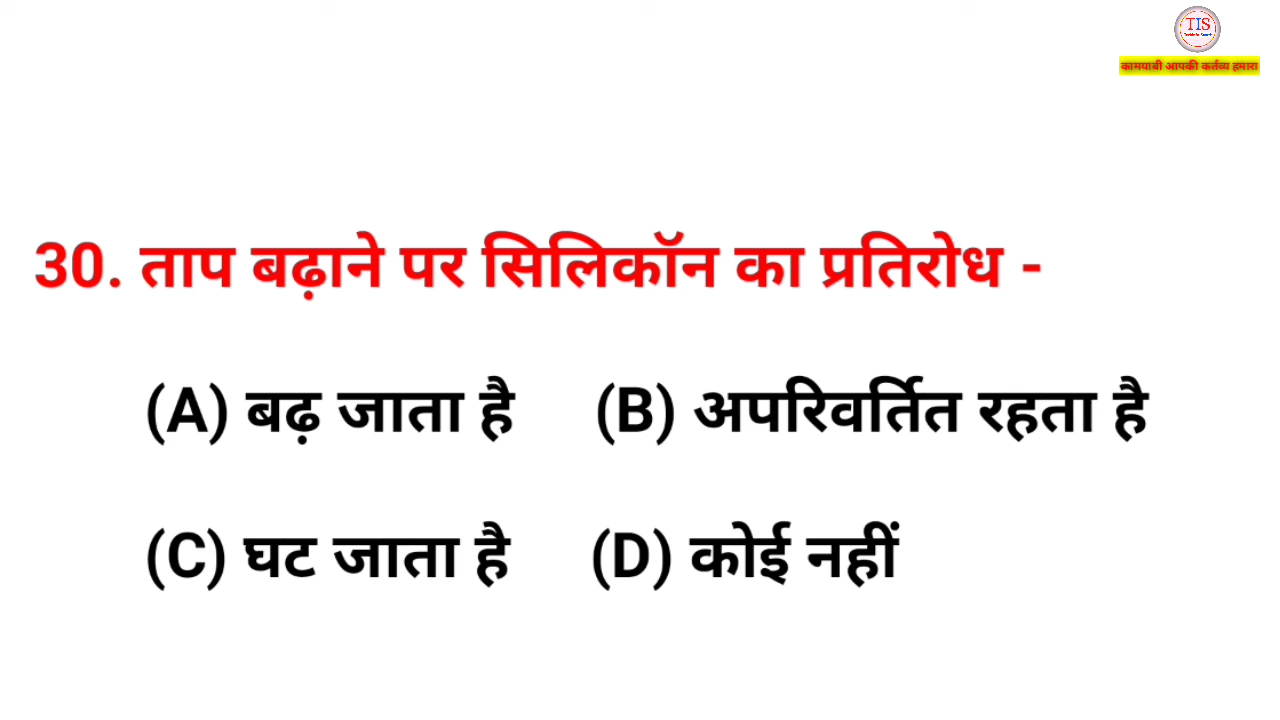 TIS
कामयाबी आपकी कर्तव्य हमारा
30. ताप बढ़ाने पर सिलिकॉन का प्रतिरोध -
(A) बढ़ जाता है (B) अपरिवर्तित रहता है
(C) घट जाता है (D) कोई नहीं